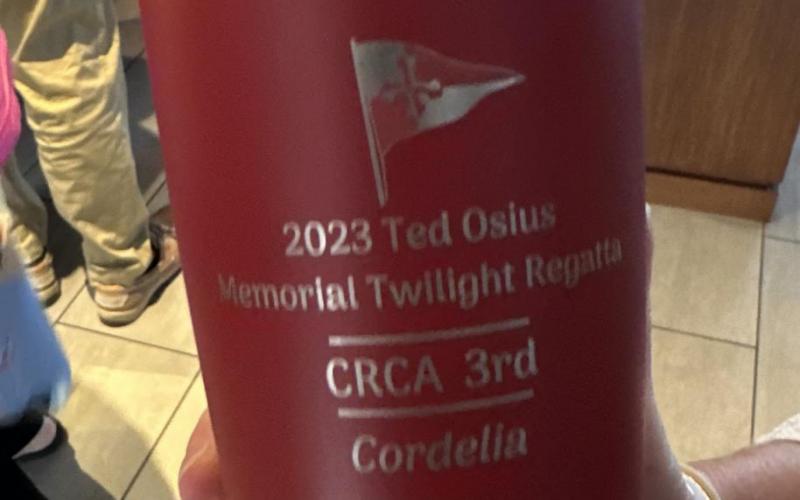 2023 Ted Osius
Memorial Twilight Regatta
CRCA 3rd
Cordelia